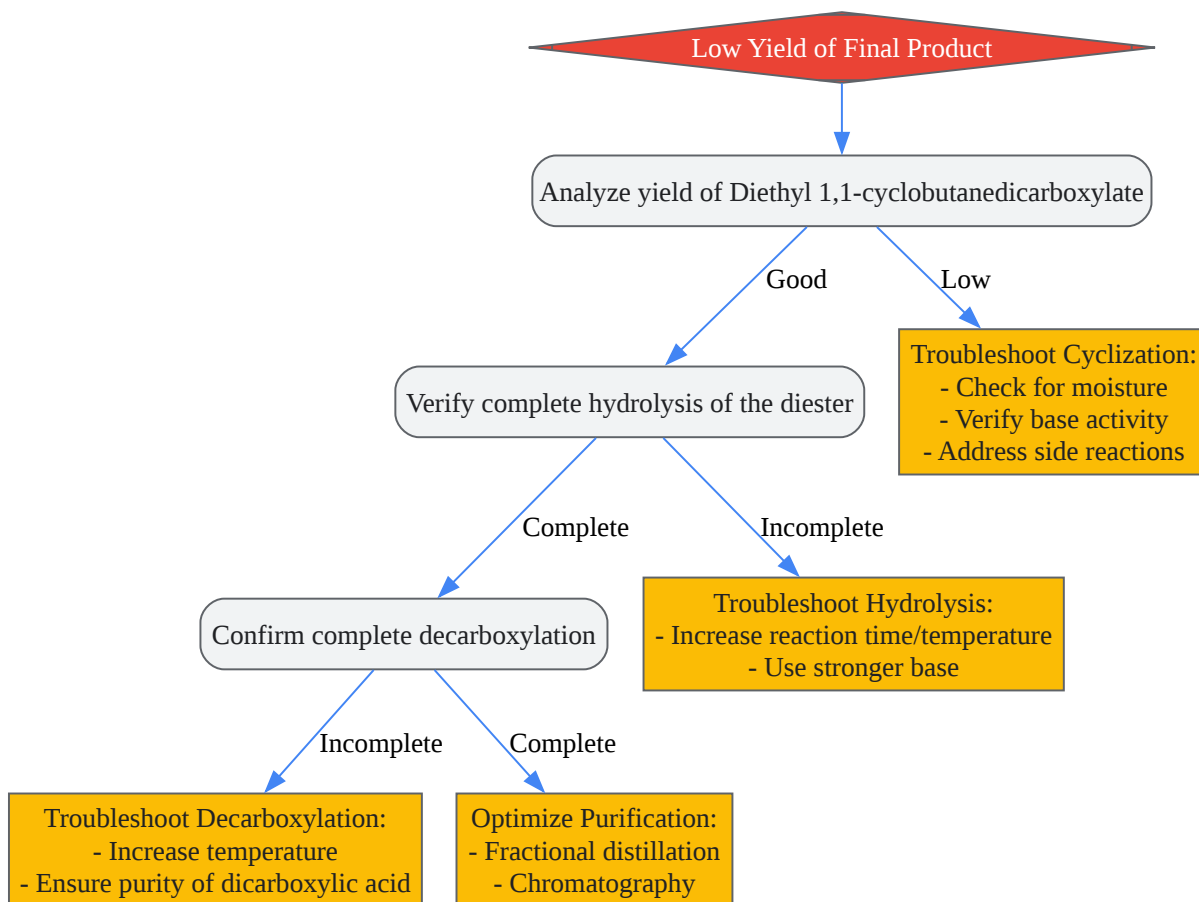 Low Yield of Final Product
Analyze yield of Diethyl 1,1-cyclobutanedicarboxylate
Good
Low
Troubleshoot Cyclization:
- Check for moisture
- Verify base activity
- Address side reactions
Verify complete hydrolysis of the diester
Complete
Incomplete
Troubleshoot Hydrolysis:
- Increase reaction time/temperature
- Use stronger base
Confirm complete decarboxylation
Incomplete
Complete
Troubleshoot Decarboxylation:
- Increase temperature
- Ensure purity of dicarboxylic acid
Optimize Purification:
- Fractional distillation
- Chromatography